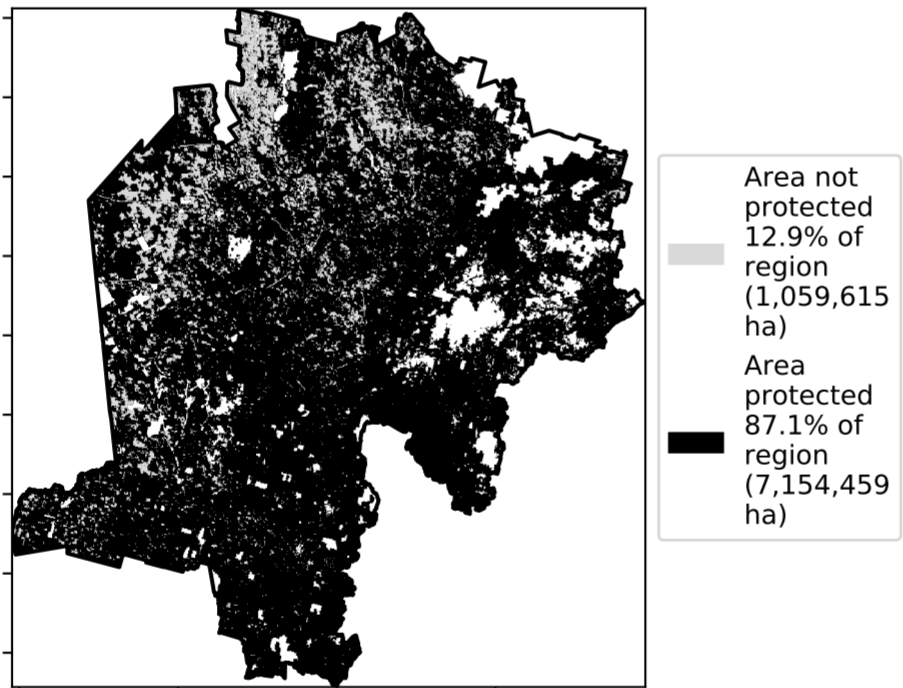 Area not
protected
12.9% of
region
(1,059,615
ha)
Area
protected
87.1% of
region
(7,154,459
ha)